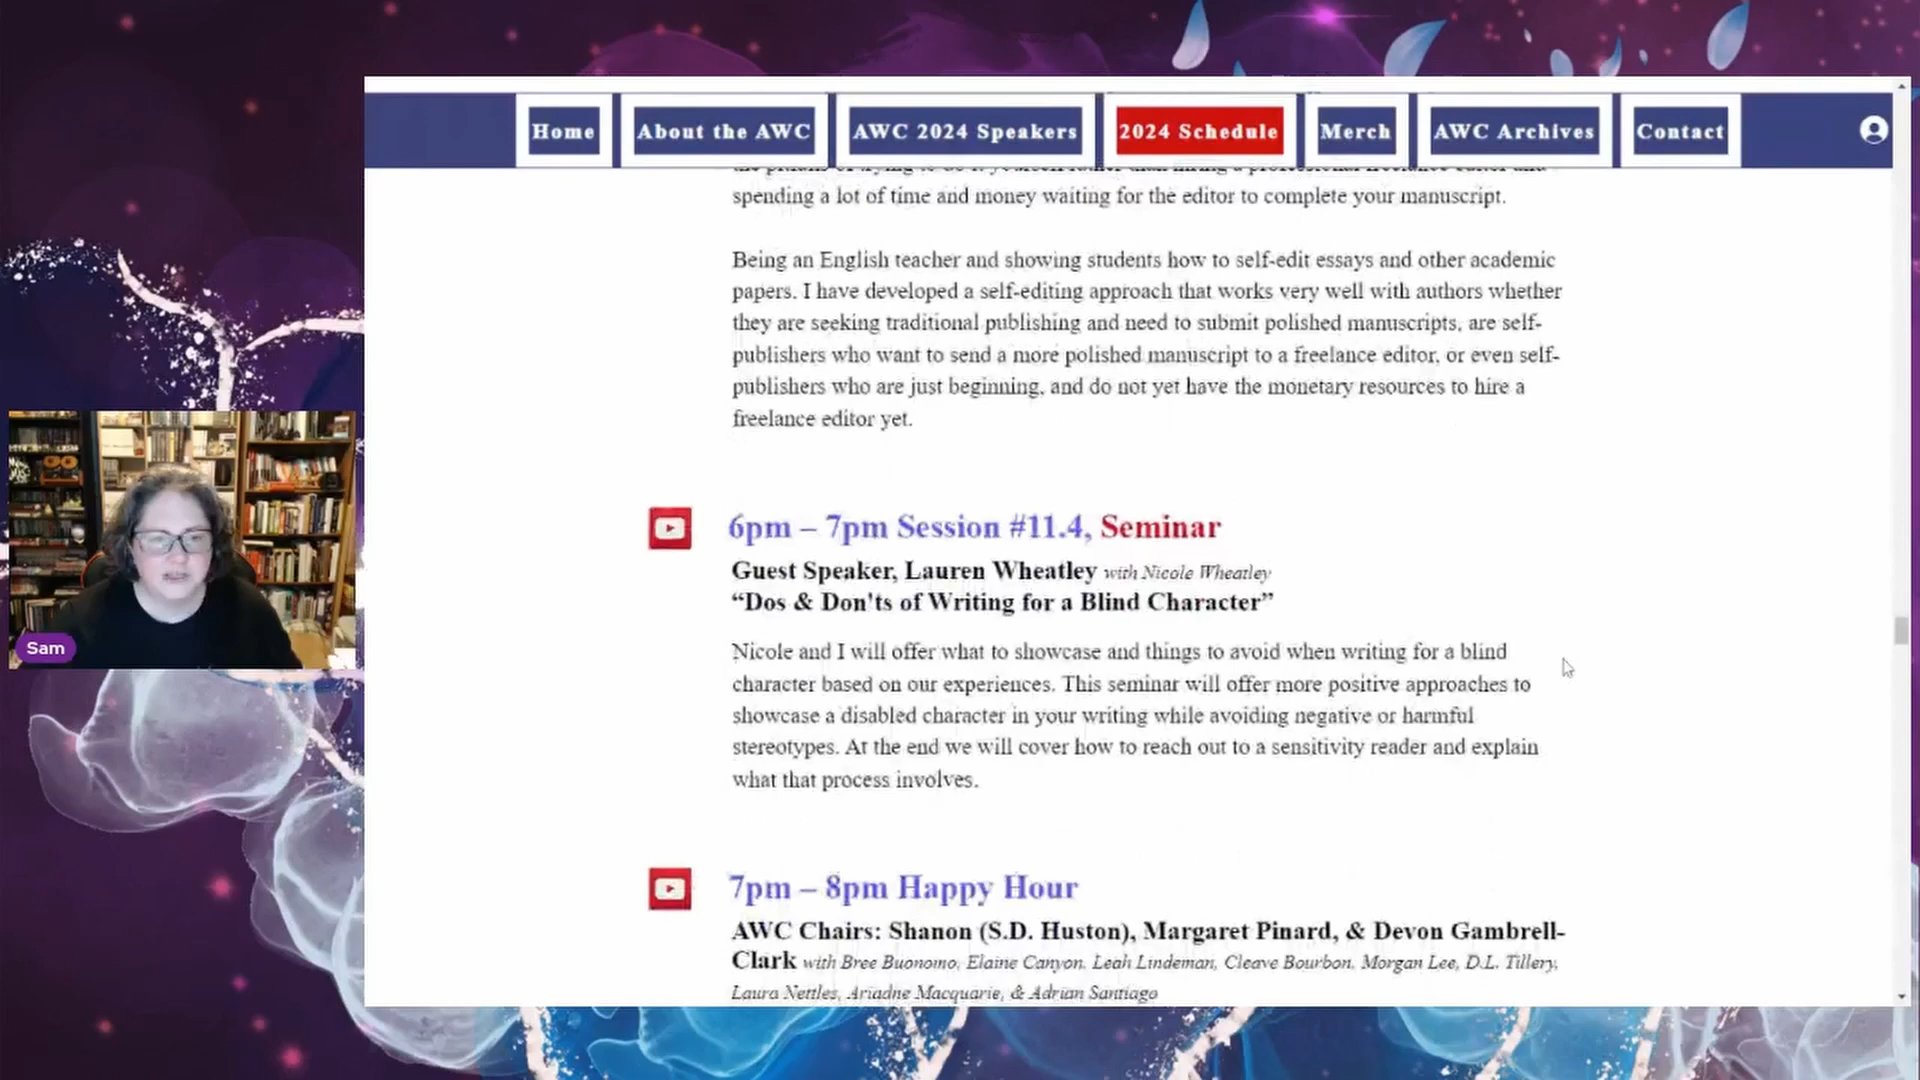 Home About the AWC AWC 2024 Speakers 2024 Schedule Merch AWC Archives Contact
spending a lot of time and money waiting for the editor to complete your manuscript.
Being an English teacher and showing students how to self-edit essays and other academic
papers. I have developed a self-editing approach that works very well with authors whether
they are seeking traditional publishing and need to submit polished manuscripts, are self-
publishers who want to send a more polished manuscript to a freelance editor, or even self-
publishers who are just beginning, and do not yet have the monetary resources to hire a
freelance editor yet.
6pm – 7pm Session #11.4, Seminar
Guest Speaker, Lauren Wheatley with Nicole Wheatley
“Dos & Don'ts of Writing for a Blind Character”
Nicole and I will offer what to showcase and things to avoid when writing for a blind
character based on our experiences. This seminar will offer more positive approaches to
showcase a disabled character in your writing while avoiding negative or harmful
stereotypes. At the end we will cover how to reach out to a sensitivity reader and explain
what that process involves.
7pm – 8pm Happy Hour
AWC Chairs: Shanon (S.D. Huston), Margaret Pinard, & Devon Gambrell-
Clark with Bree Buonomo, Elaine Canyon, Leah Lindeman, Cleave Bourbon, Morgan Lee, D.L. Tillery,
Laura Nettles, Ariadne Macquarie, & Adrian Santiago
Sam